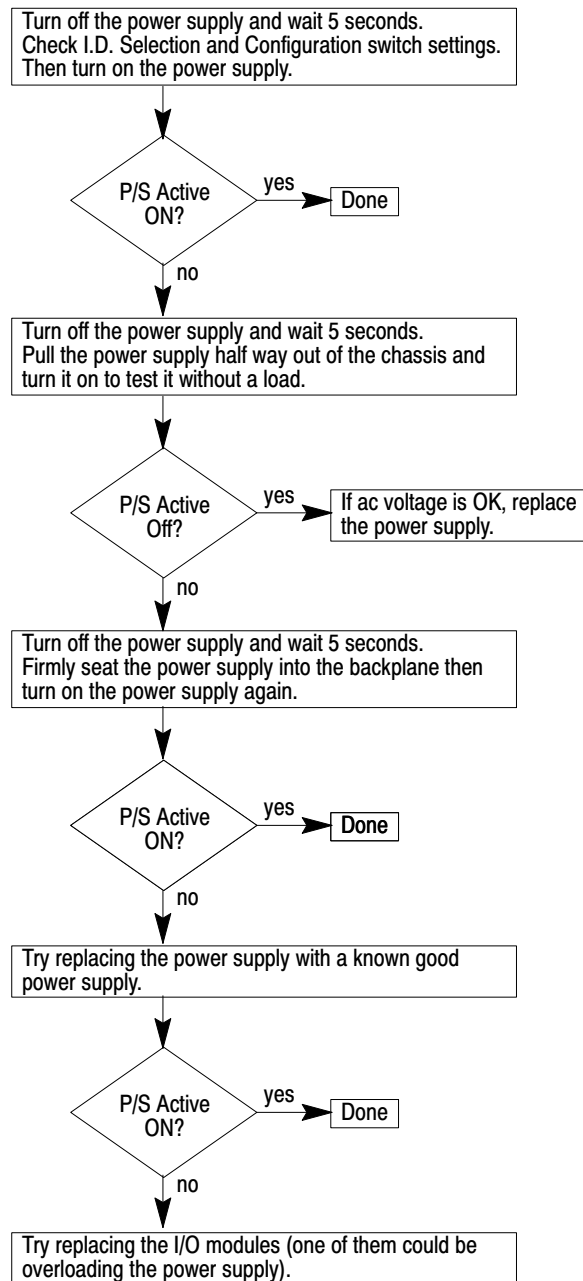 Turn off the power supply and wait 5 seconds.
Check I.D. Selection and Configuration switch settings.
Then turn on the power supply.
P/S Active
ON?
yes
Done
no
Turn off the power supply and wait 5 seconds.
Pull the power supply half way out of the chassis and
turn it on to test it without a load.
P/S Active
Off?
yes
If ac voltage is OK, replace
the power supply.
no
Turn off the power supply and wait 5 seconds.
Firmly seat the power supply into the backplane then
turn on the power supply again.
P/S Active
ON?
yes
Done
no
Try replacing the power supply with a known good
power supply.
P/S Active
ON?
yes
Done
no
Try replacing the I/O modules (one of them could be
overloading the power supply).